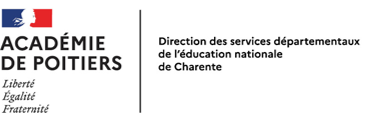 ACADÉMIE
DE POITIERS
Liberté
Égalité
Fraternité
Direction des services départementaux
de l'éducation nationale
de Charente